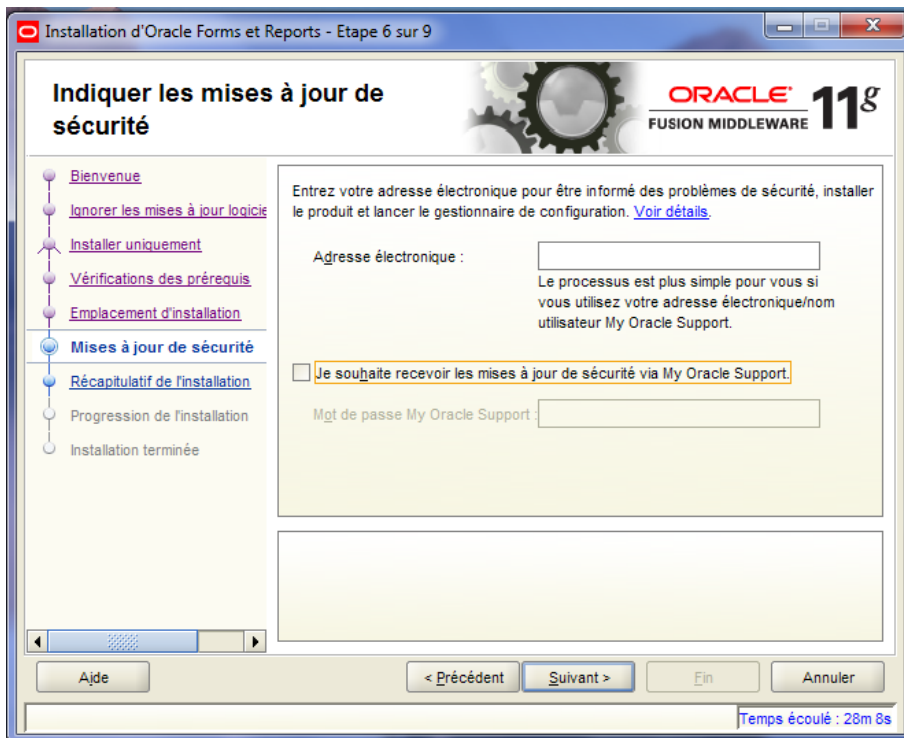 Installation d'Oracle Forms et Reports - Etape 6 sur 9
Indiquer les mises à jour de
sécurité
ORACLE
FUSION MIDDLEWARE 11g
Bienvenue
Ignorer les mises à jour logicie
Installer uniquement
Vérifications des prérequis
Emplacement d'installation
Mises à jour de sécurité
Récapitulatif de l'installation
Progression de l'installation
Installation terminée
Entrez votre adresse électronique pour être informé des problèmes de sécurité, installer
le produit et lancer le gestionnaire de configuration. Voir détails.
Adresse électronique :
Le processus est plus simple pour vous si
vous utilisez votre adresse électronique/nom
utilisateur My Oracle Support.
Je souhaite recevoir les mises à jour de sécurité via My Oracle Support.
Mot de passe My Oracle Support :
Aide
< Précédent
Suivant >
Fin
Annuler
Temps écoulé : 28m 8s